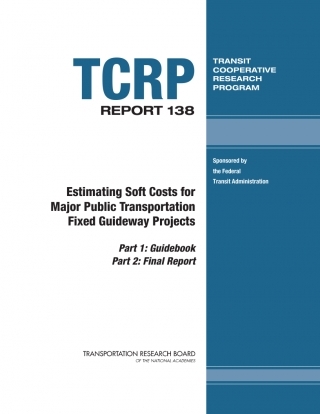 TCRP
REPORT 138
TRANSIT
COOPERATIVE
RESEARCH
PROGRAM
Sponsored by
the Federal
Transit Administration
Estimating Soft Costs for
Major Public Transportation
Fixed Guideway Projects
Part 1: Guidebook
Part 2: Final Report
TRANSPORTATION RESEARCH BOARD
OF THE NATIONAL ACADEMIES